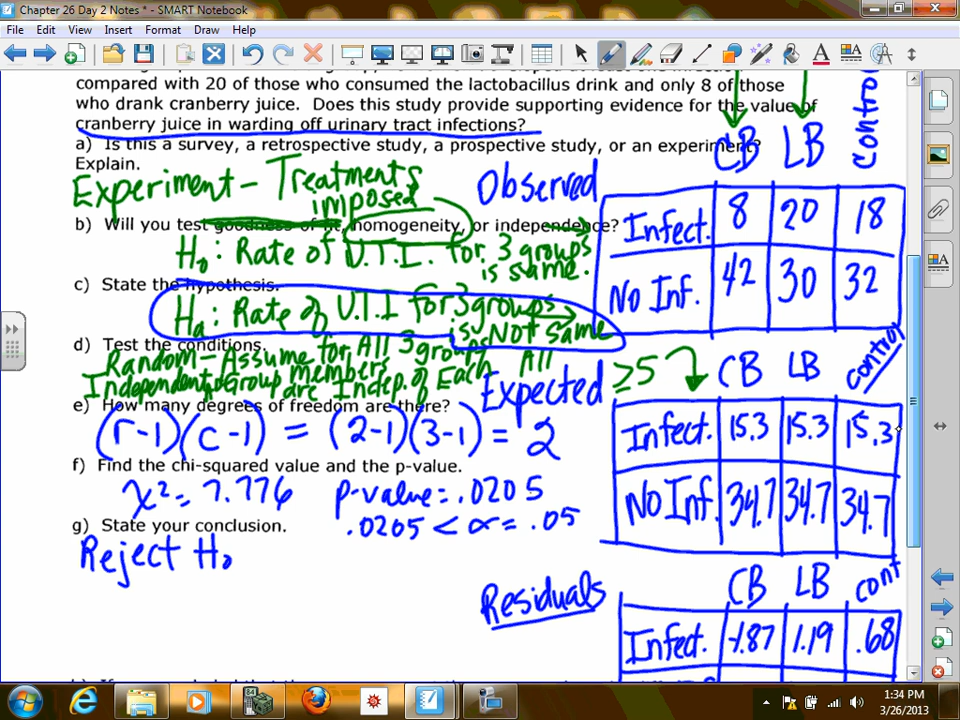 Chapter 26 Day 2 Notes * - SMART Notebook
File Edit View Insert Format Draw Help
compared with 20 of those who consumed the lactobacillus drink and only 8 of those
who drank cranberry juice. Does this study provide supporting evidence for the value of
cranberry juice in warding off urinary tract infections?
a) Is this a survey, a retrospective study, a prospective study, or an experiment?
Explain.
Experiment - Treatments
imposed
b) Will you test goodness of fit, homogeneity, or independence?
H₀: Rate of U.T.I. for 3 groups
is same.
c) State the hypothesis.
Ha: Rate of U.T.I for 3 groups
is Not same
d) Test the conditions.
Random - Assume for All 3 groups All
Independent Group Members are Indep. of Each
e) How many degrees of freedom are there?
(r-1)(c-1) = (2-1)(3-1) = 2
f) Find the chi-squared value and the p-value.
χ² = 7.776 p-value = .0205
.0205 < α = .05
g) State your conclusion.
Reject H₀
Observed
CB LB Control
Infect. 8 20 18
No Inf. 42 30 32
Expected ≥5
CB LB control
Infect. 15.3 15.3 15.3
No Inf. 34.7 34.7 34.7
Residuals
CB LB cont
Infect. -1.87 1.19 .68
1:34 PM
3/26/2013